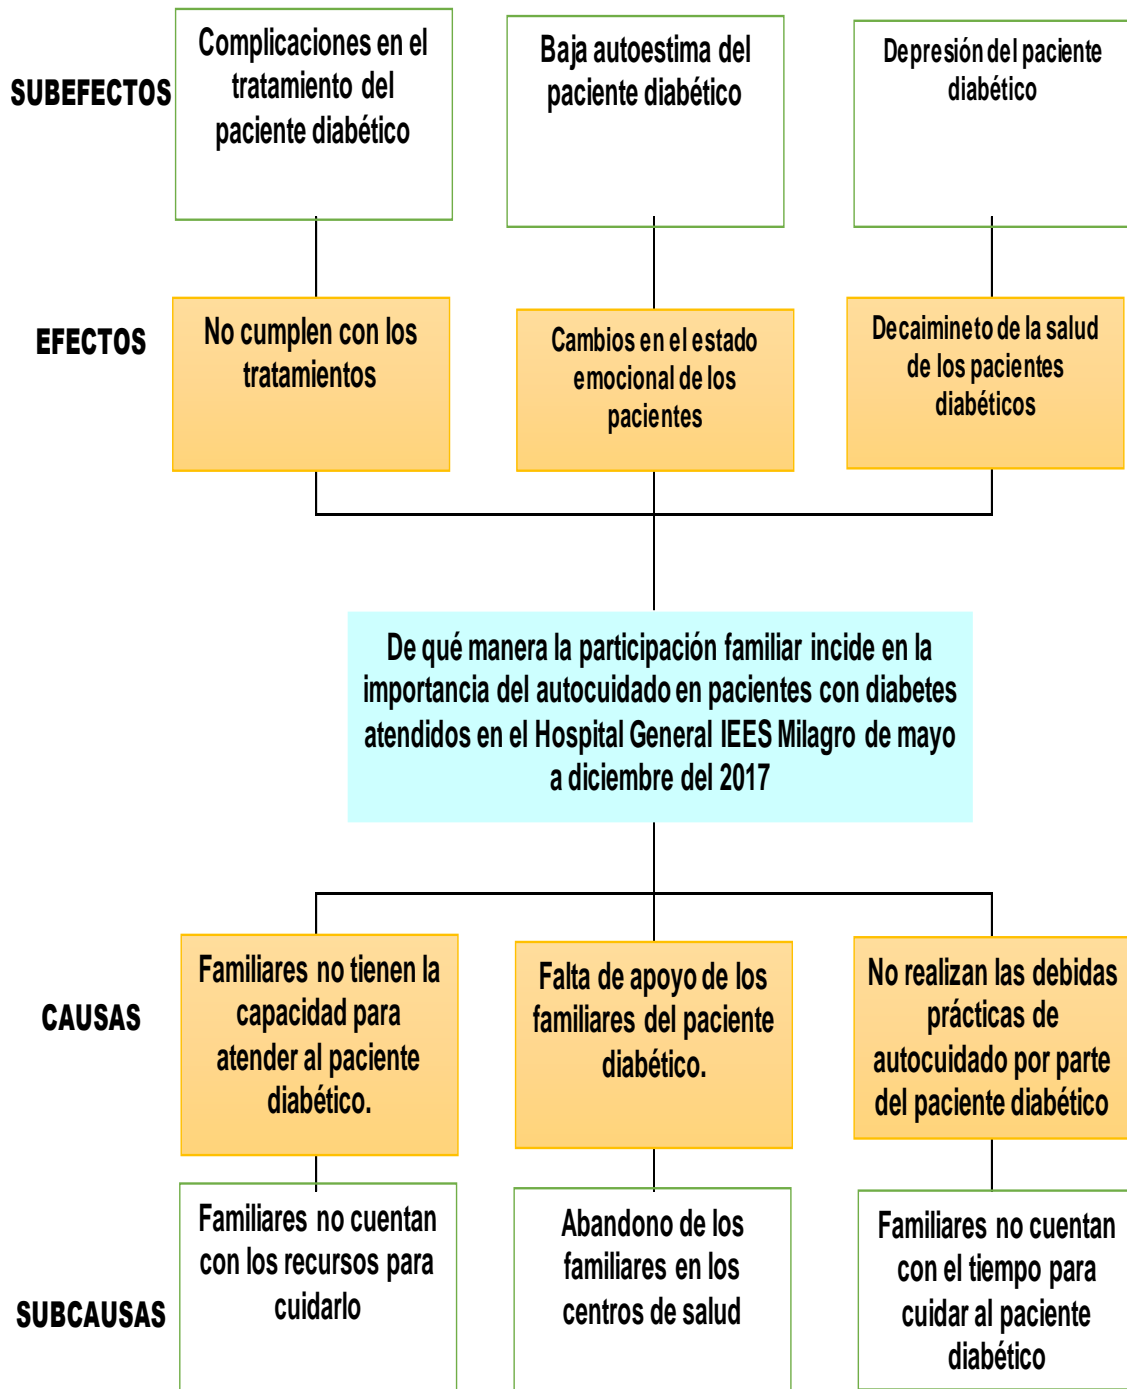 SUBEFECTOS
Complicaciones en el
tratamiento del
paciente diabético
Baja autoestima del
paciente diabético
Depresión del paciente
diabético
EFECTOS
No cumplen con los
tratamientos
Cambios en el estado
emocional de los
pacientes
Decaimineto de la salud
de los pacientes
diabéticos
De qué manera la participación familiar incide en la
importancia del autocuidado en pacientes con diabetes
atendidos en el Hospital General IEES Milagro de mayo
a diciembre del 2017
CAUSAS
Familiares no tienen la
capacidad para
atender al paciente
diabético.
Falta de apoyo de los
familiares del paciente
diabético.
No realizan las debidas
prácticas de
autocuidado por parte
del paciente diabético
SUBCAUSAS
Familiares no cuentan
con los recursos para
cuidarlo
Abandono de los
familiares en los
centros de salud
Familiares no cuentan
con el tiempo para
cuidar al paciente
diabético